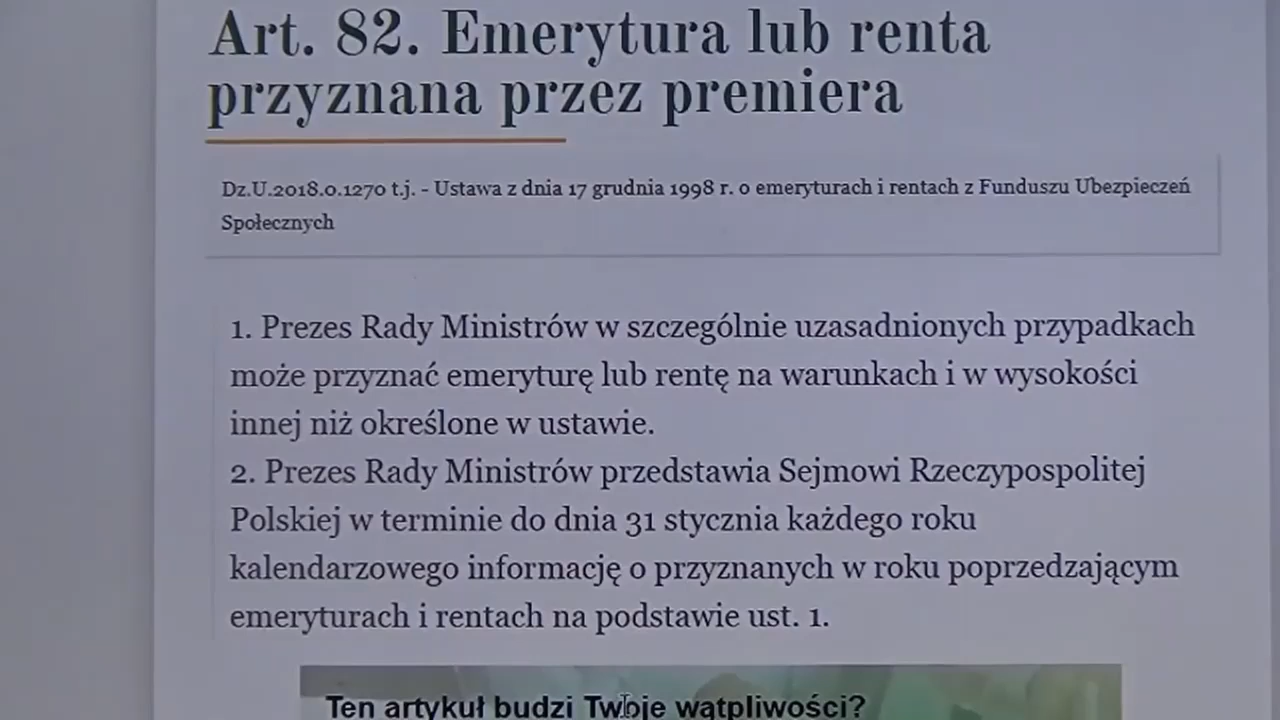 Art. 82. Emerytura lub renta
przyznana przez premiera
Dz.U.2018.0.1270 t.j. - Ustawa z dnia 17 grudnia 1998 r. o emeryturach i rentach z Funduszu Ubezpieczeń
Społecznych
1. Prezes Rady Ministrów w szczególnie uzasadnionych przypadkach
może przyznać emeryturę lub rentę na warunkach i w wysokości
innej niż określone w ustawie.
2. Prezes Rady Ministrów przedstawia Sejmowi Rzeczypospolitej
Polskiej w terminie do dnia 31 stycznia każdego roku
kalendarzowego informację o przyznanych w roku poprzedzającym
emeryturach i rentach na podstawie ust. 1.
Ten artykuł budzi Twoje wątpliwości?